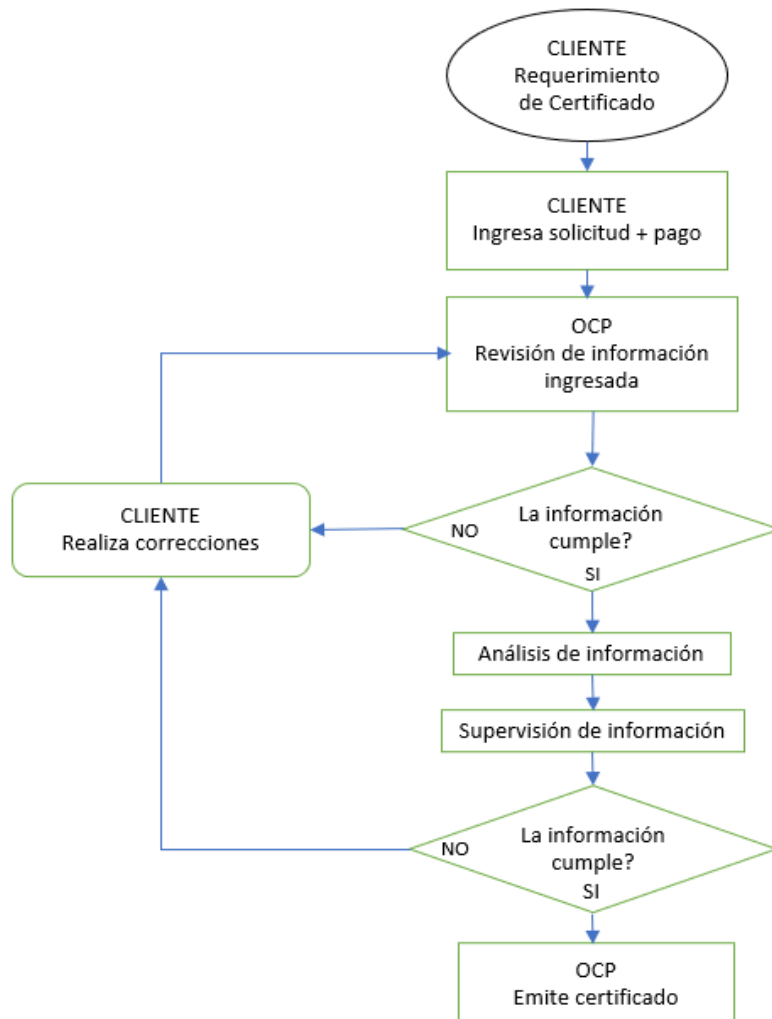 CLIENTE
Requerimiento
de Certificado
CLIENTE
Ingresa solicitud + pago
OCP
Revisión de información
ingresada
CLIENTE
Realiza correcciones
NO
La información
cumple?
SI
Análisis de información
Supervisión de información
La información
NO
cumple?
SI
OCP
Emite certificado